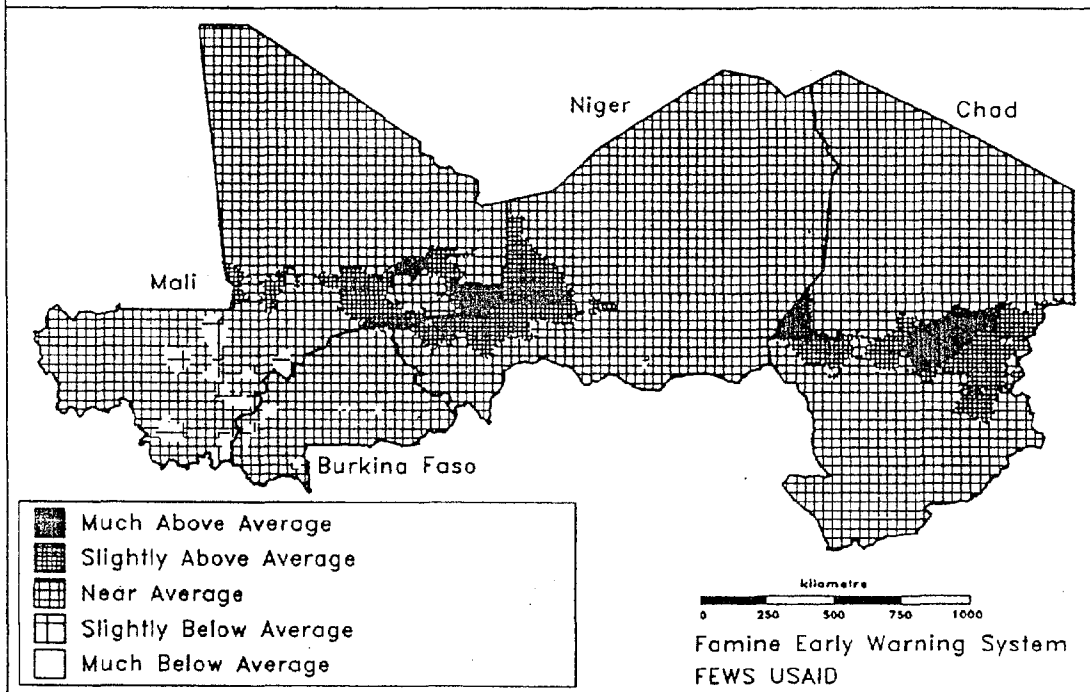 Niger
Chad
Mali
Burkina Faso
Much Above Average
Slightly Above Average
Near Average
Slightly Below Average
Much Below Average
kilometre
0 250 500 750 1000
Famine Early Warning System
FEWS USAID